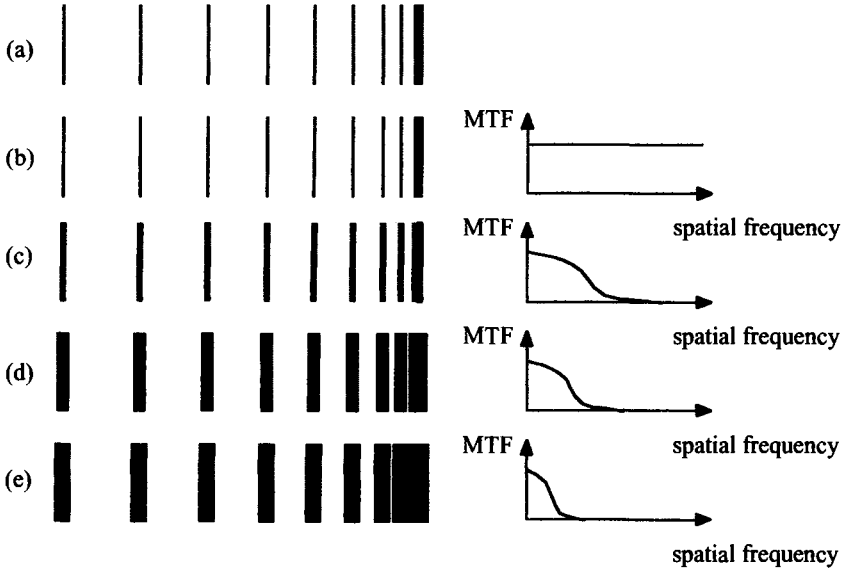 (a)
(b)
MTF
spatial frequency
(c)
MTF
spatial frequency
(d)
MTF
spatial frequency
(e)
MTF
spatial frequency